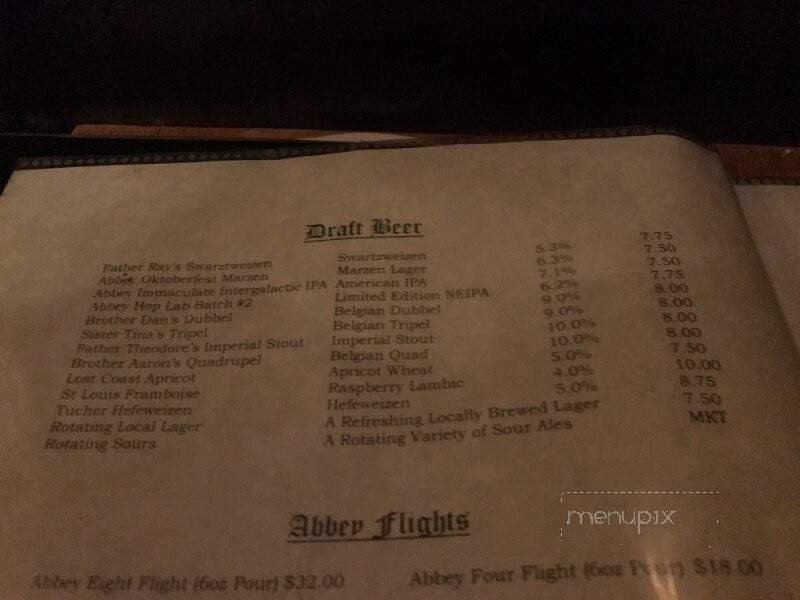 Draft Beer
Father Ray's Swarztweizen Swartzweizen 5.3% 7.75
Abbey Oktoberfest Marzen Marzen Lager 6.3% 7.50
Abbey Immaculate Intergalactic IPA American IPA 7.1% 7.50
Abbey Hop Lab Batch #2 Limited Edition NEIPA 6.2% 7.75
Brother Dan's Dubbel Belgian Dubbel 9.0% 8.00
Sister Tina's Tripel Belgian Tripel 9.0% 8.00
Father Theodore's Imperial Stout Imperial Stout 10.0% 8.00
Brother Aaron's Quadrupel Belgian Quad 10.0% 8.00
Lost Coast Apricot Apricot Wheat 5.0% 7.50
St Louis Framboise Raspberry Lambic 4.0% 10.00
Tucher Hefeweizen Hefeweizen 5.0% 8.75
Rotating Local Lager A Refreshing Locally Brewed Lager 7.50
Rotating Sours A Rotating Variety of Sour Ales MKT
Abbey Flights
menupix
Abbey Eight Flight (6oz Pour) $32.00 Abbey Four Flight (6oz Pour) $18.00